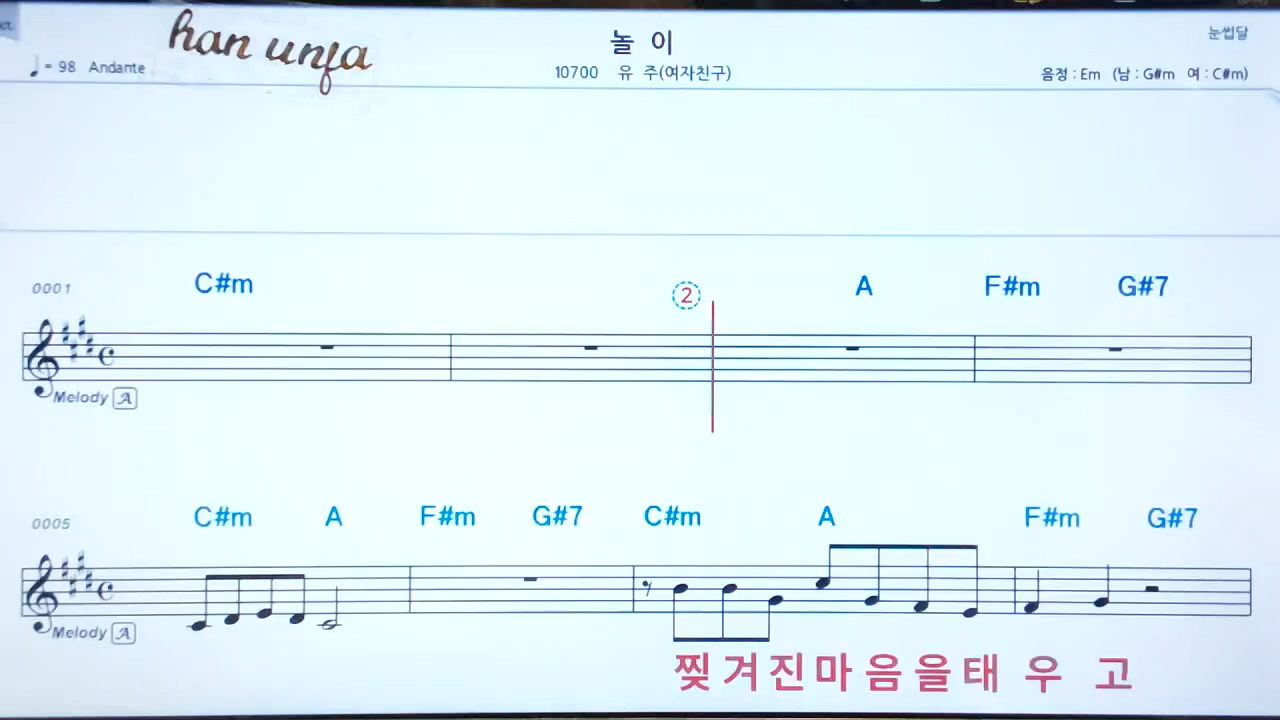 han unfa
놀 이
눈썹달
♩ = 98 Andante
10700 유 주(여자친구)
음정 : Em (남 : G#m 여 : C#m)
0001 C#m ② A F#m G#7
Melody A
0005 C#m A F#m G#7 C#m A F#m G#7
Melody A
찢겨진마음을태우고